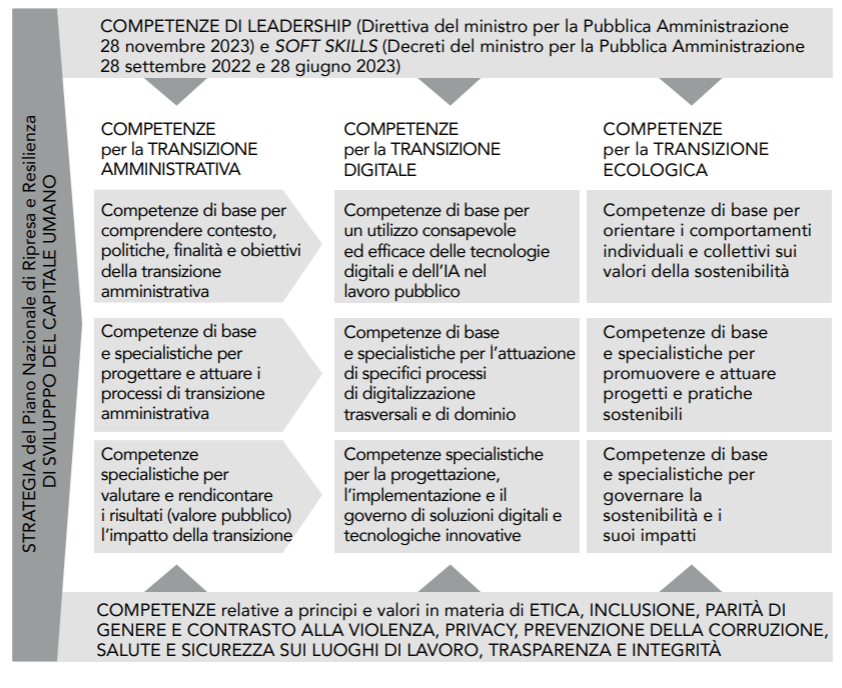 COMPETENZE DI LEADERSHIP (Direttiva del ministro per la Pubblica Amministrazione
28 novembre 2023) e SOFT SKILLS (Decreti del ministro per la Pubblica Amministrazione
28 settembre 2022 e 28 giugno 2023)
STRATEGIA del Piano Nazionale di Ripresa e Resilienza
DI SVILUPPPO DEL CAPITALE UMANO
COMPETENZE
per la TRANSIZIONE
AMMINISTRATIVA
Competenze di base per
comprendere contesto,
politiche, finalità e obiettivi
della transizione
amministrativa
Competenze di base
e specialistiche per
progettare e attuare i
processi di transizione
amministrativa
Competenze
specialistiche per
valutare e rendicontare
i risultati (valore pubblico)
l'impatto della transizione
COMPETENZE
per la TRANSIZIONE
DIGITALE
Competenze di base per
un utilizzo consapevole
ed efficace delle tecnologie
digitali e dell'IA nel
lavoro pubblico
Competenze di base
e specialistiche per l'attuazione
di specifici processi
di digitalizzazione
trasversali e di dominio
Competenze specialistiche
per la progettazione,
l'implementazione e il
governo di soluzioni digitali e
tecnologiche innovative
COMPETENZE
per la TRANSIZIONE
ECOLOGICA
Competenze di base per
orientare i comportamenti
individuali e collettivi sui
valori della sostenibilità
Competenze di base
e specialistiche per
promuovere e attuare
progetti e pratiche
sostenibili
Competenze di base
e specialistiche per
governare la
sostenibilità e i
suoi impatti
COMPETENZE relative a principi e valori in materia di ETICA, INCLUSIONE, PARITÀ DI
GENERE E CONTRASTO ALLA VIOLENZA, PRIVACY, PREVENZIONE DELLA CORRUZIONE,
SALUTE E SICUREZZA SUI LUOGHI DI LAVORO, TRASPARENZA E INTEGRITÀ